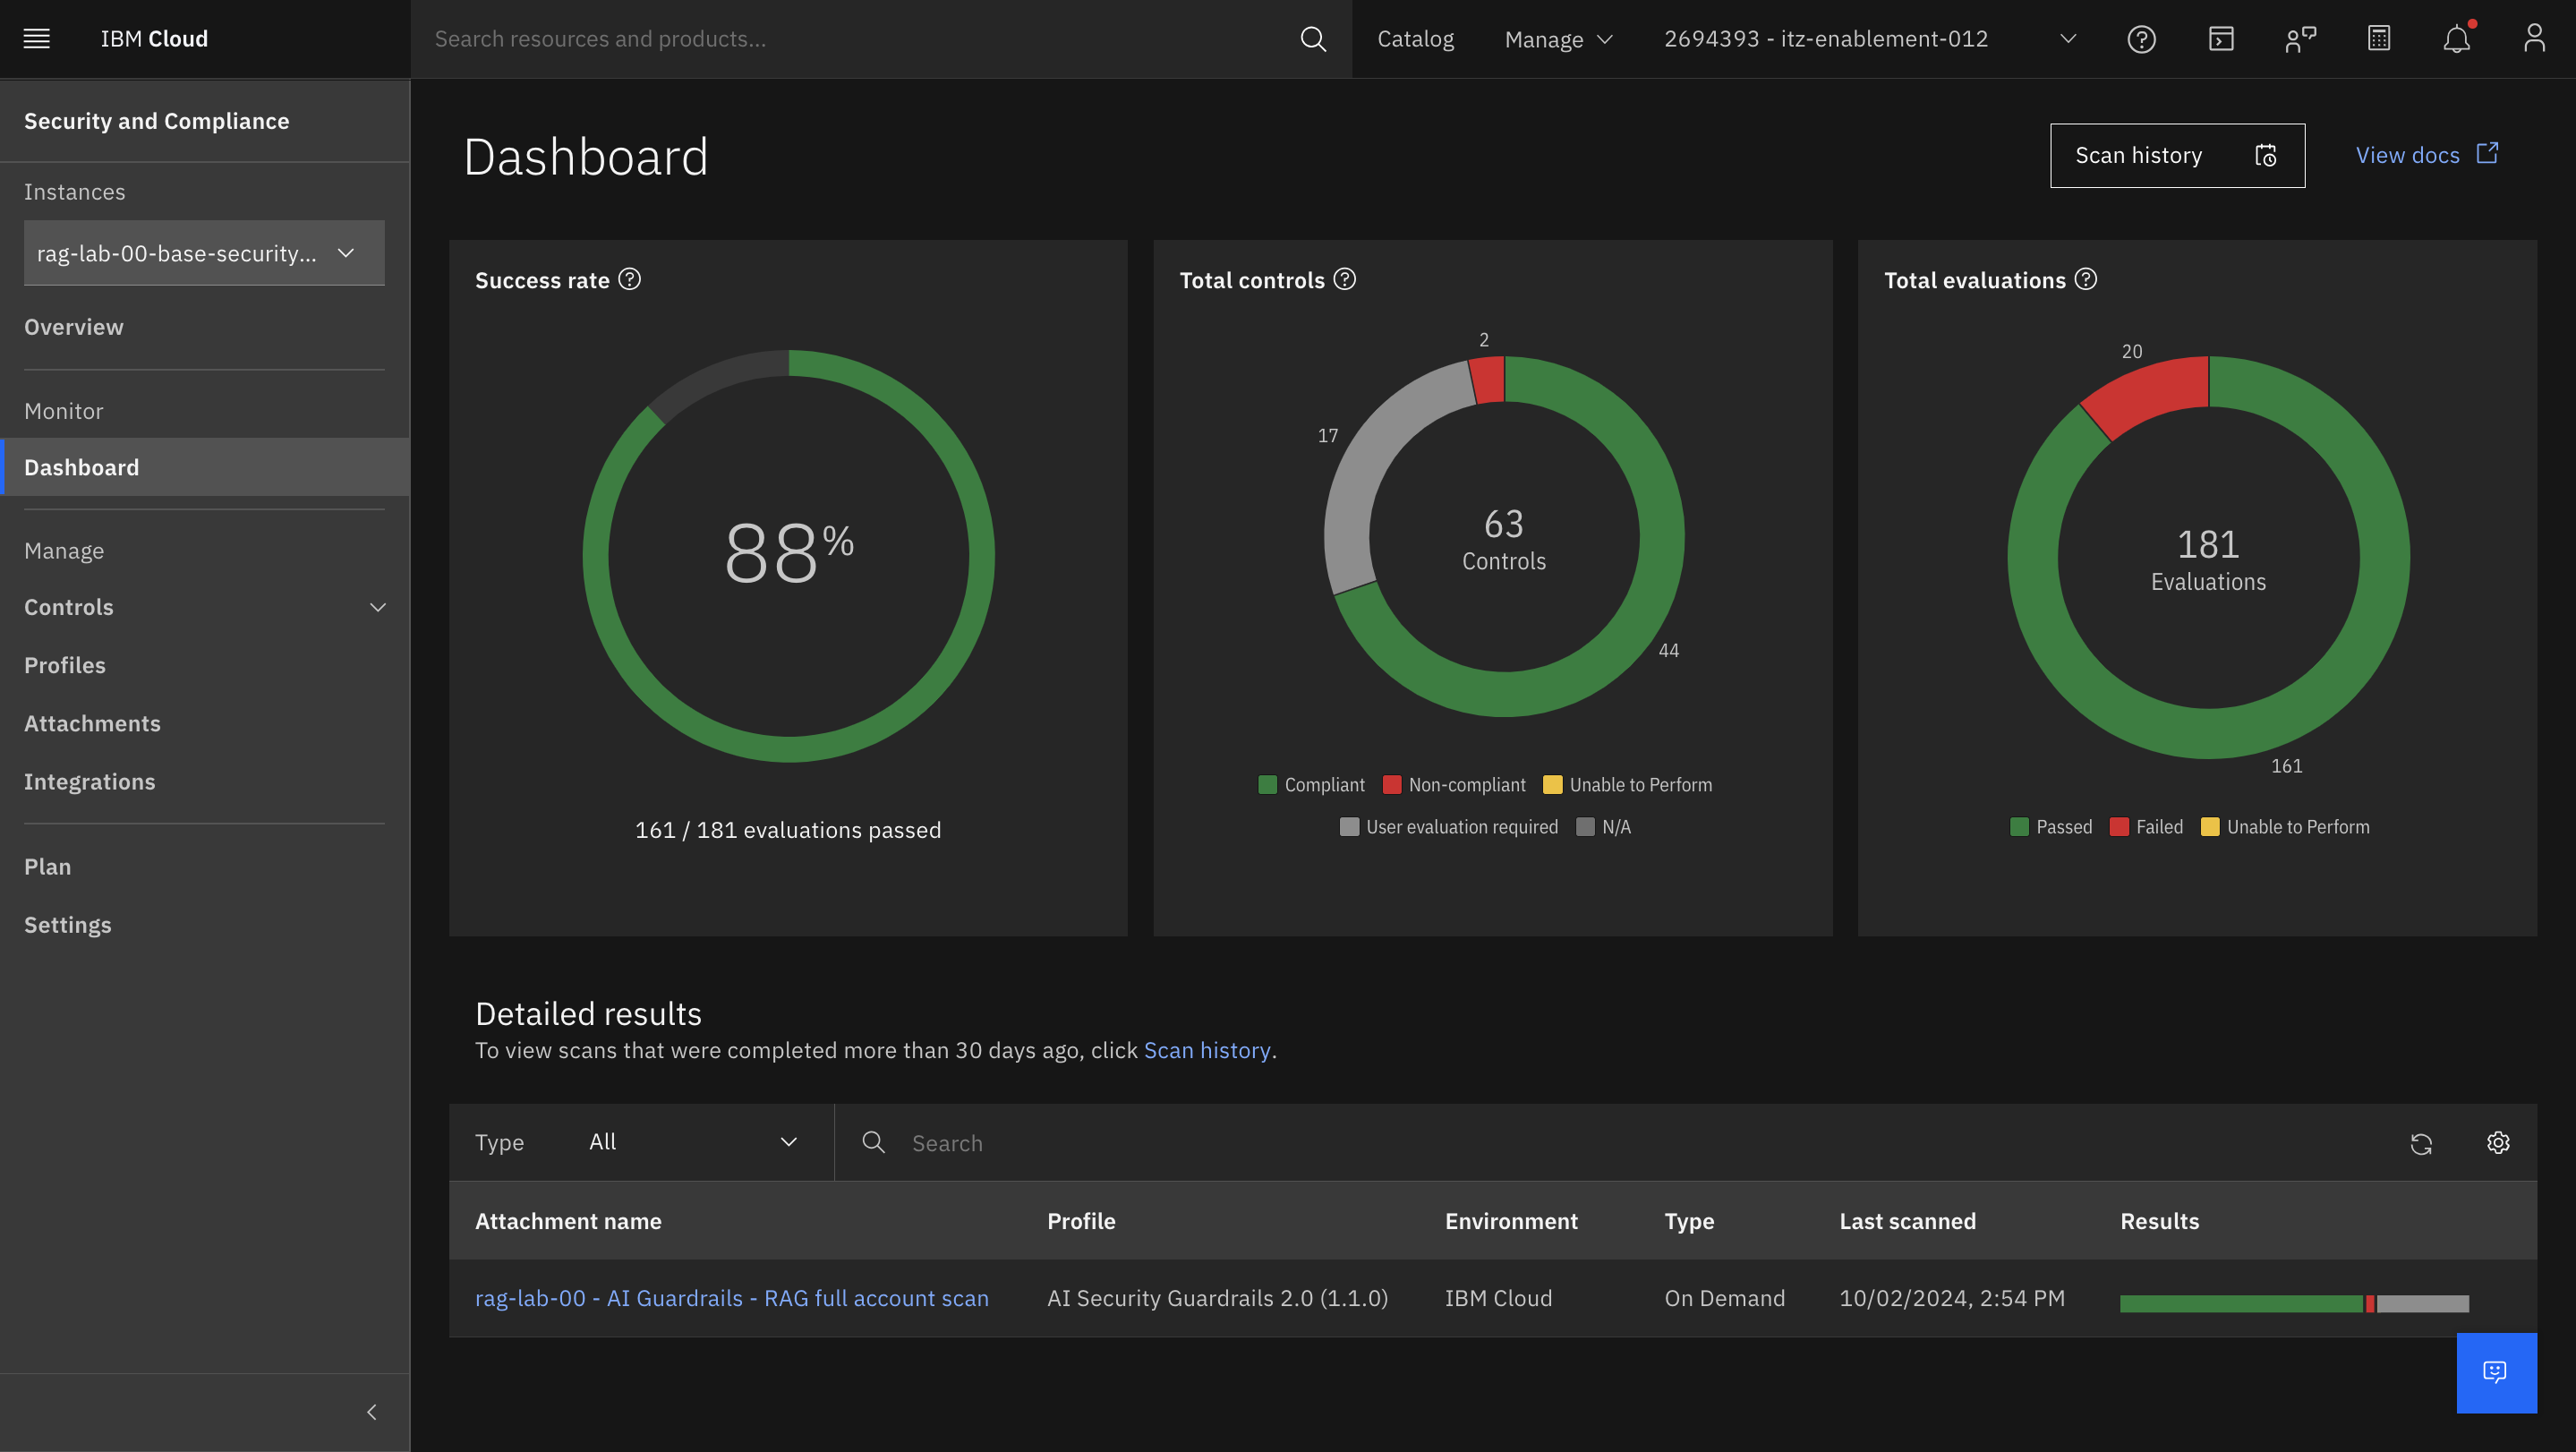 IBM Cloud
Search resources and products...
Catalog
Manage
2694393 - itz-enablement-012
Security and Compliance
Instances
rag-lab-00-base-security...
Overview
Monitor
Dashboard
Manage
Controls
Profiles
Attachments
Integrations
Plan
Settings
Dashboard
Scan history
View docs
Success rate
88%
161 / 181 evaluations passed
Total controls
2
17
63
Controls
44
Compliant Non-compliant Unable to Perform
User evaluation required N/A
Total evaluations
20
181
Evaluations
161
Passed Failed Unable to Perform
Detailed results
To view scans that were completed more than 30 days ago, click Scan history.
Type All Search
Attachment name Profile Environment Type Last scanned Results
rag-lab-00 - AI Guardrails - RAG full account scan AI Security Guardrails 2.0 (1.1.0) IBM Cloud On Demand 10/02/2024, 2:54 PM